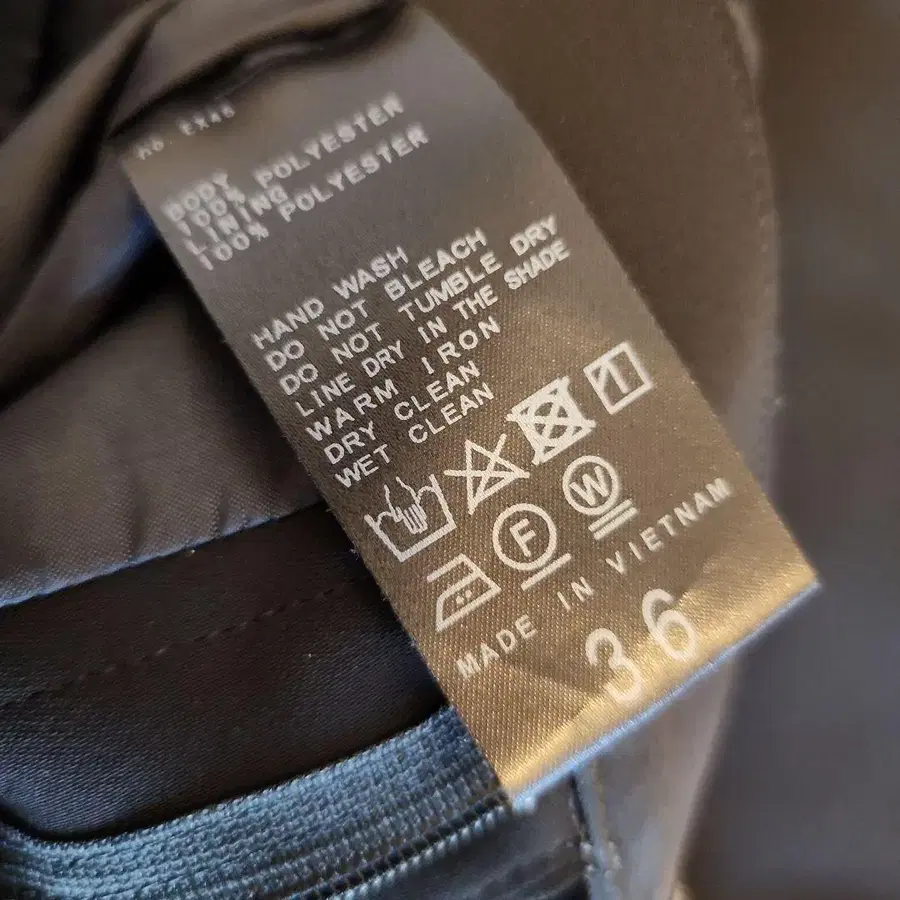 BODY
100% POLYESTER
LINING
100% POLYESTER
HAND WASH
DO NOT BLEACH
DO NOT TUMBLE DRY
LINE DRY IN THE SHADE
WARM IRON
DRY CLEAN
WET CLEAN
F W
MADE IN VIETNAM
36